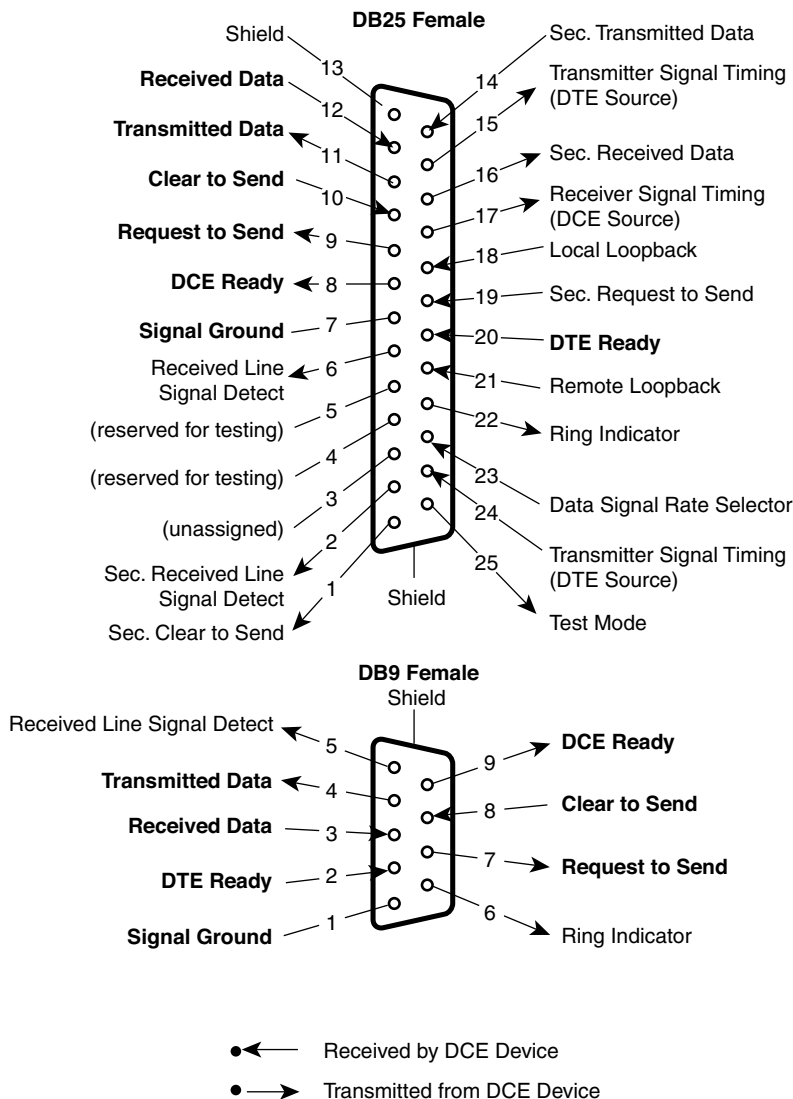 DB25 Female
Shield
13
Received Data
12
Transmitted Data
11
Clear to Send
10
Request to Send
9
DCE Ready
8
Signal Ground
7
Received Line
Signal Detect
6
(reserved for testing)
5
(reserved for testing)
4
(unassigned)
3
Sec. Received Line
Signal Detect
2
Sec. Clear to Send
1
Sec. Transmitted Data
14
Transmitter Signal Timing
(DTE Source)
15
Sec. Received Data
16
Receiver Signal Timing
(DCE Source)
17
Local Loopback
18
Sec. Request to Send
19
DTE Ready
20
Remote Loopback
21
Ring Indicator
22
Data Signal Rate Selector
23
Transmitter Signal Timing
(DTE Source)
24
Test Mode
25
Shield
DB9 Female
Shield
Received Line Signal Detect
5
Transmitted Data
4
Received Data
3
DTE Ready
2
Signal Ground
1
DCE Ready
9
Clear to Send
8
Request to Send
7
Ring Indicator
6
Received by DCE Device
Transmitted from DCE Device